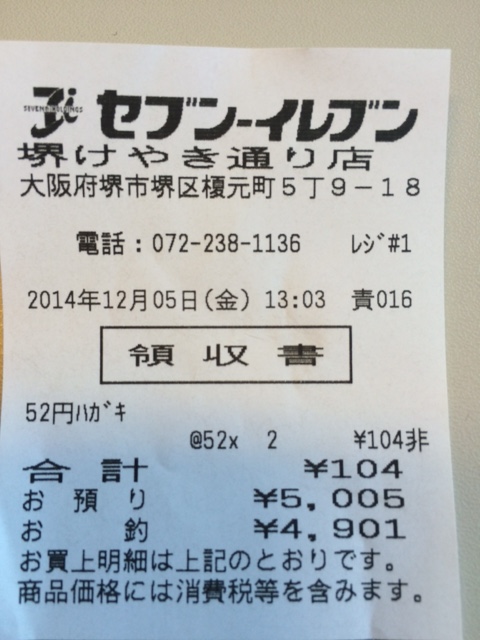 SEVEN&i HOLDINGS セブン-イレブン
堺けやき通り店
大阪府堺市堺区榎元町5丁9-18
電話:072-238-1136 レジ#1
2014年12月05日(金) 13:03 責016
領収書
52円ハガキ
@52x 2 ¥104非
合計 ¥104
お預り ¥5,005
お釣 ¥4,901
お買上明細は上記のとおりです。
商品価格には消費税等を含みます。